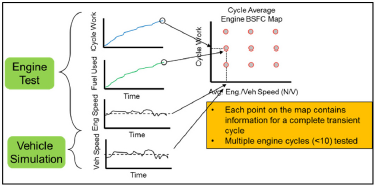 Cycle Average
Engine BSFC Map
Cycle Work
Cycle Work
Engine
Test
Fuel Used
Time
Avg. Eng /Veh Speed (N/V)
Eng Speed
Time
• Each point on the map contains
information for a complete transient
cycle
• Multiple engine cycles (<10) tested
Vehicle
Simulation
Veh Speed
Time